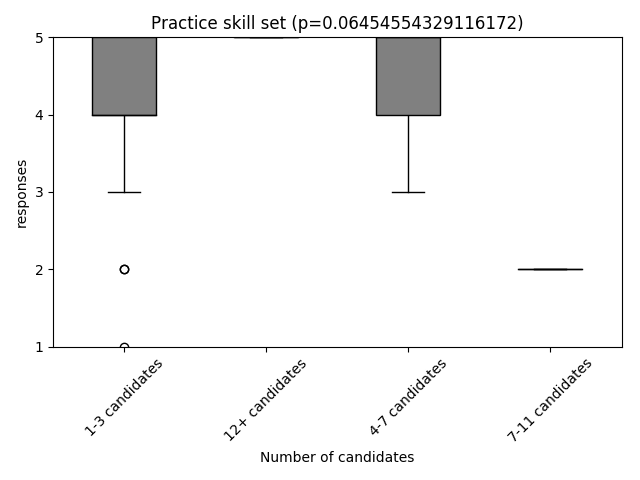 Practice skill set (p=0.06454554329116172)
5
4
3
2
1
responses
1-3 candidates
12+ candidates
4-7 candidates
7-11 candidates
Number of candidates